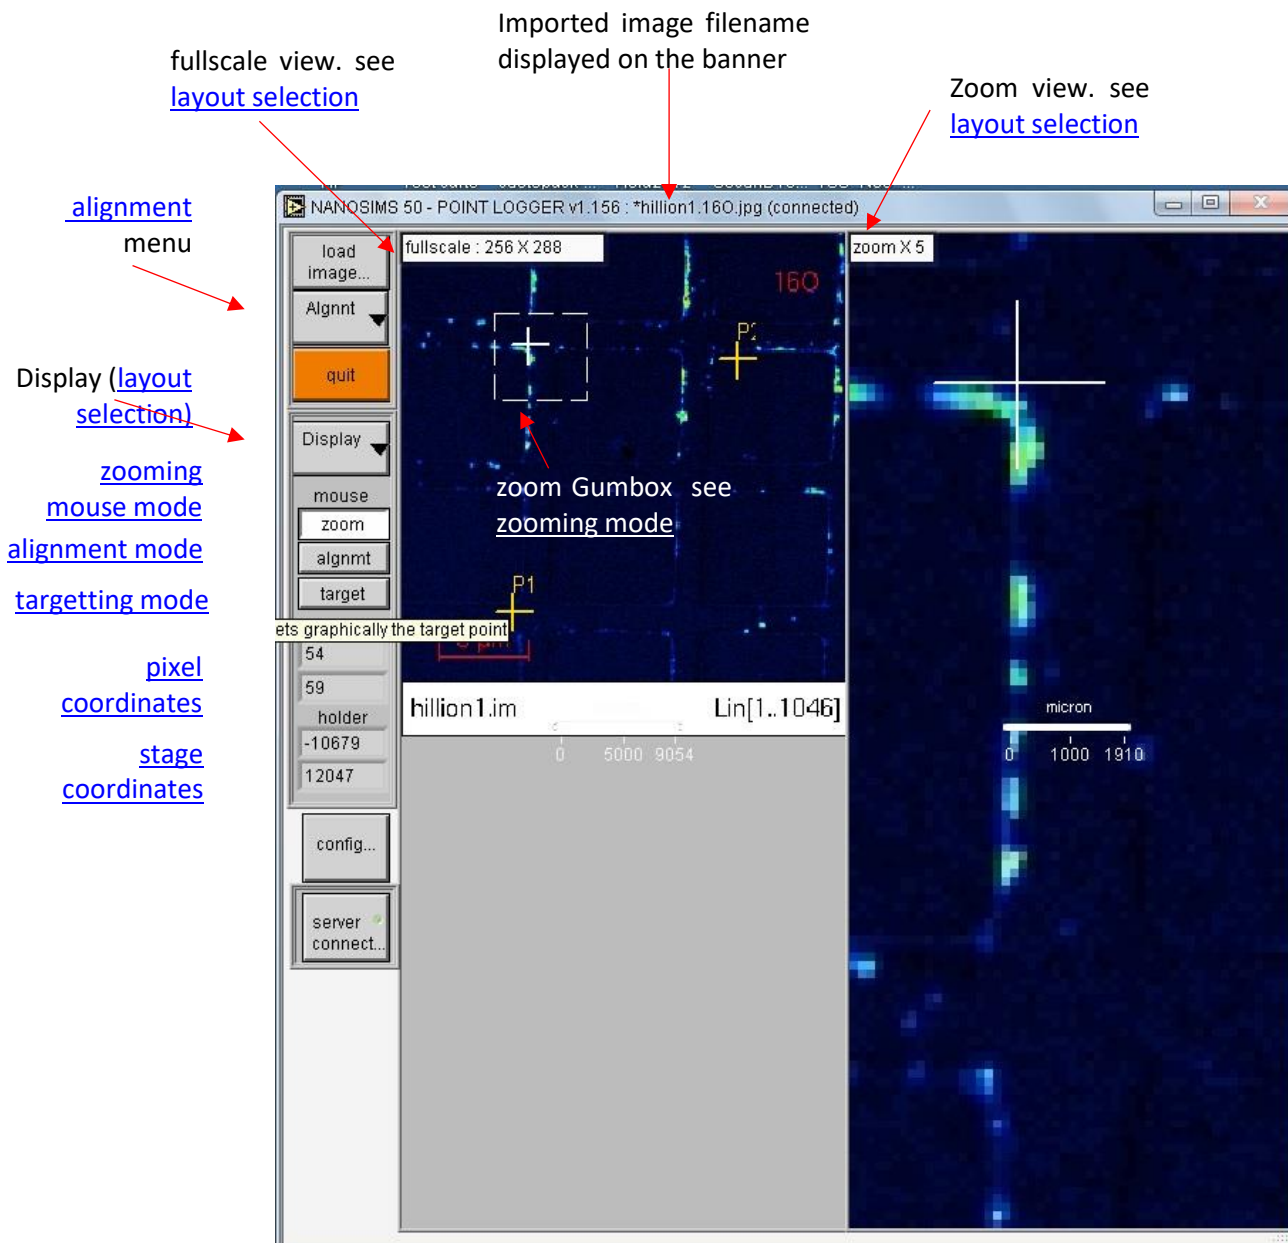 Imported image filename
displayed on the banner
fullscale view. see
layout selection
Zoom view. see
layout selection
alignment
menu
Display (layout
selection)
zooming
mouse mode
alignment mode
targetting mode
pixel
coordinates
stage
coordinates
NANOSIMS 50 - POINT LOGGER v1.156 : *hillion1.16O.jpg (connected)
load
image...
Algnnt
quit
Display
mouse
zoom
algnmt
target
ets graphically the target point
54
59
holder
-10679
12047
config...
server
connect...
fullscale : 256 X 288
16O
P1
zoom Gumbox see
zooming mode
hillion1.im
Lin[1..1046]
0 5000 9054
zoom X 5
micron
0 1000 1910